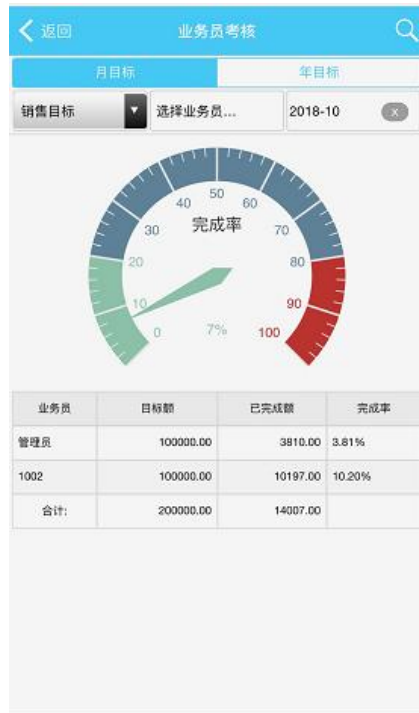 返回 业务员考核
月目标 年目标
销售目标 选择业务员... 2018-10 x
50
40 60
30 完成率 70
20 80
10 90
0 7% 100
业务员 目标额 已完成额 完成率
管理员 100000.00 3810.00 3.81%
1002 100000.00 10197.00 10.20%
合计: 200000.00 14007.00